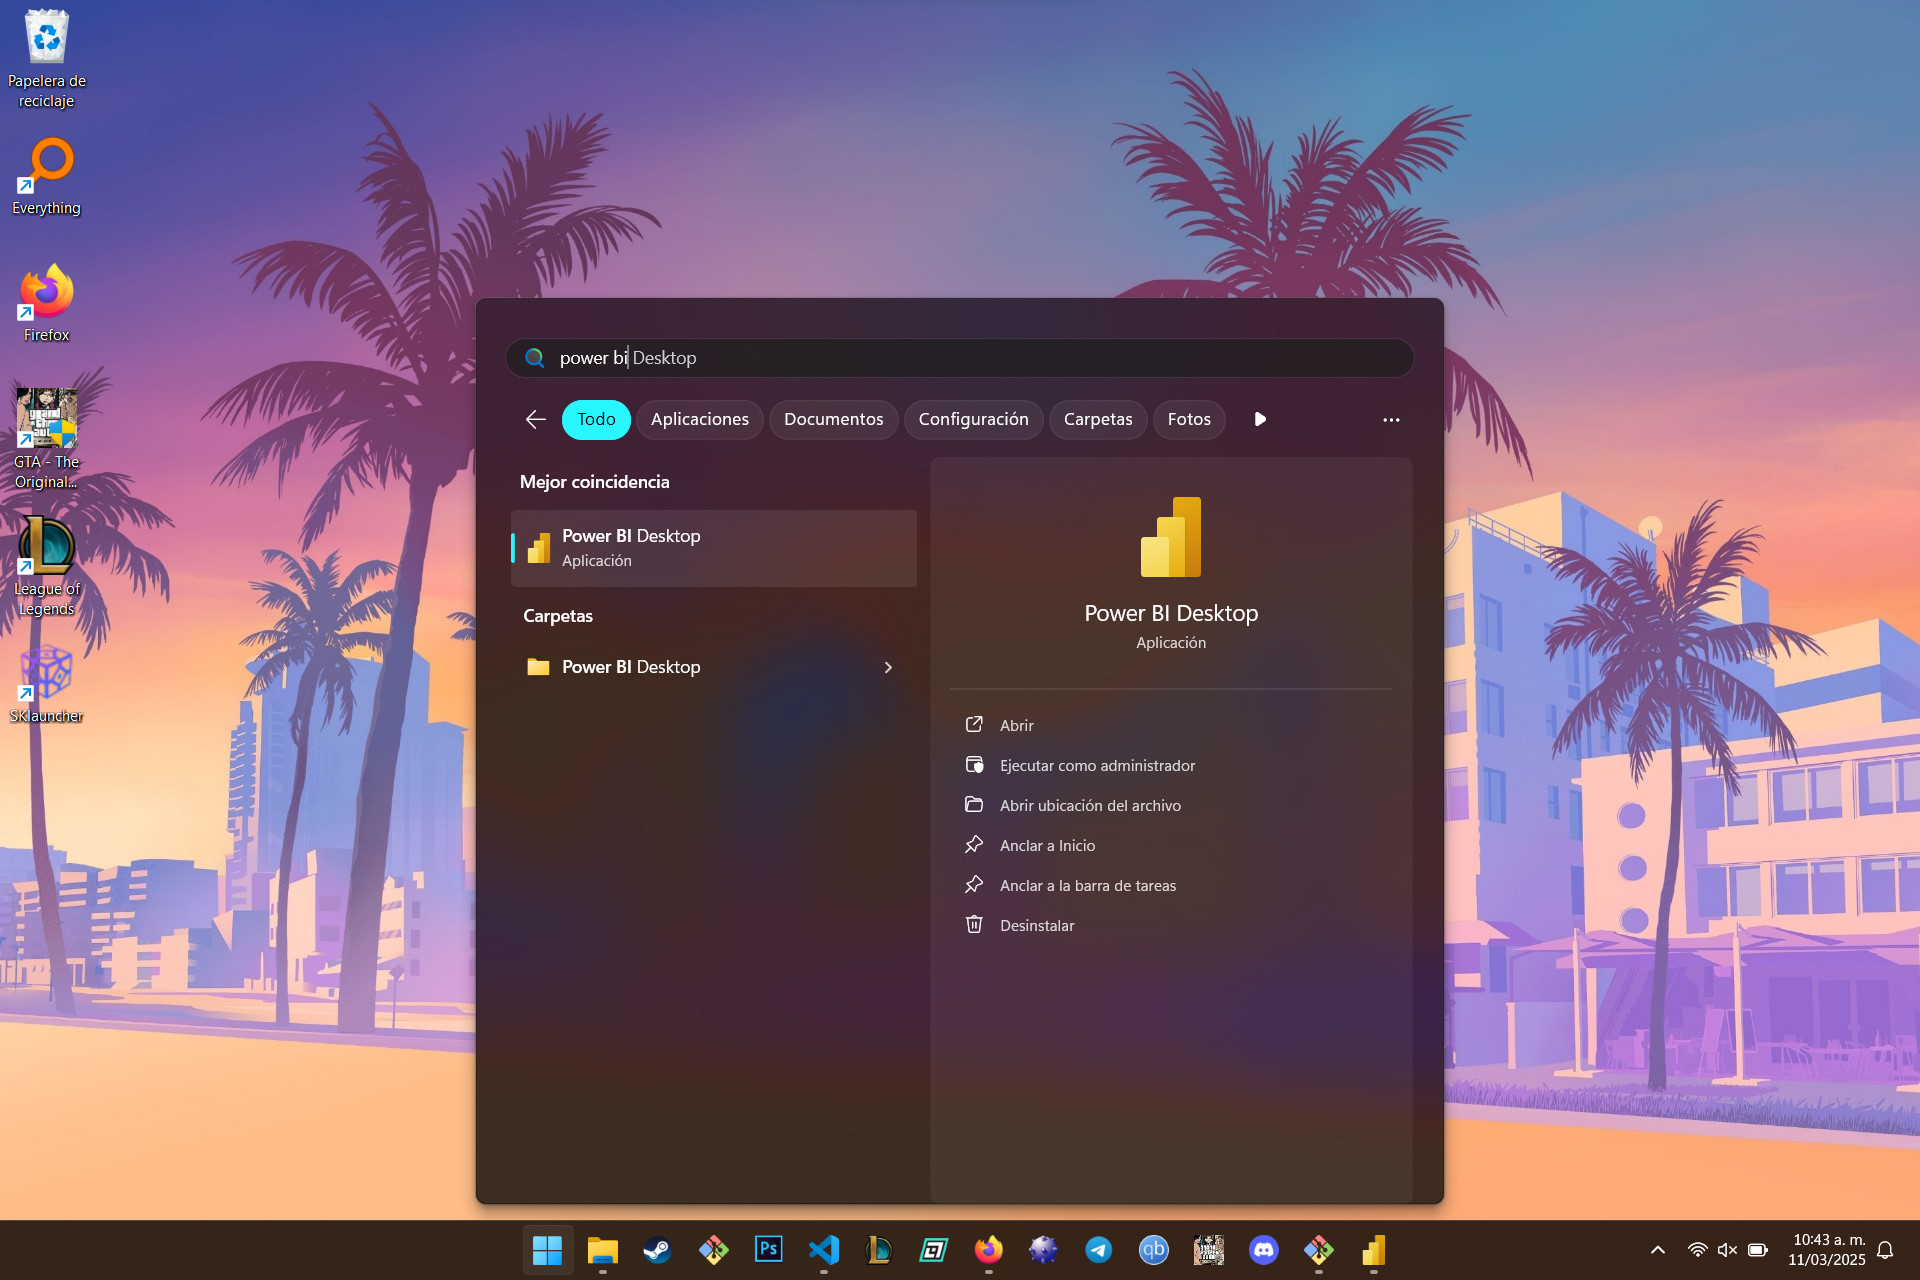 Papelera de
reciclaje
Everything
Firefox
GTA - The
Original...
League of
Legends
SKlauncher
power bi Desktop
Todo
Aplicaciones
Documentos
Configuración
Carpetas
Fotos
Mejor coincidencia
Power BI Desktop
Aplicación
Carpetas
Power BI Desktop
Power BI Desktop
Aplicación
Abrir
Ejecutar como administrador
Abrir ubicación del archivo
Anclar a Inicio
Anclar a la barra de tareas
Desinstalar
Ps
qb
10:43 a. m.
11/03/2025